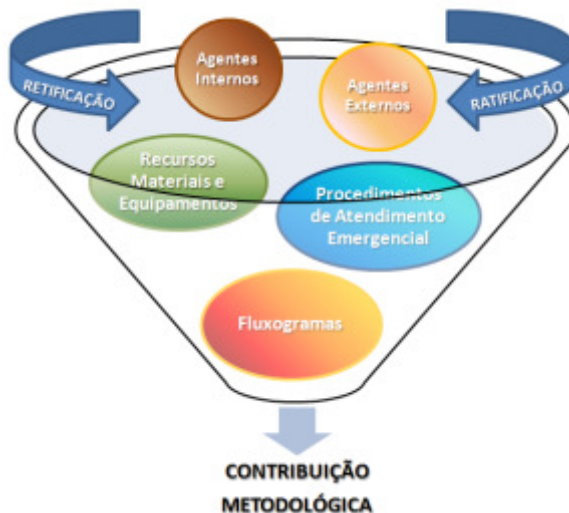 Agentes
Internos
Agentes
Externos
RETIFICAÇÃO
RATIFICAÇÃO
Recursos
Materiais e
Equipamentos
Procedimentos
de Atendimento
Emergencial
Fluxogramas
CONTRIBUIÇÃO
METODOLÓGICA